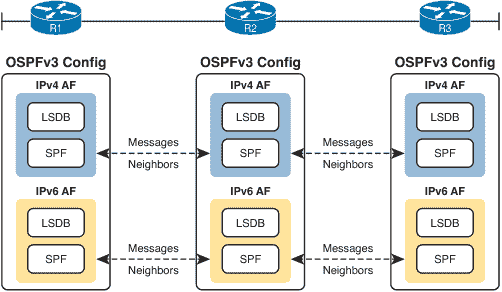 R1
R2
R3
OSPFv3 Config
OSPFv3 Config
OSPFv3 Config
IPv4 AF
IPv4 AF
IPv4 AF
LSDB
LSDB
LSDB
SPF
Messages
Neighbors
SPF
Messages
Neighbors
SPF
IPv6 AF
IPv6 AF
IPv6 AF
LSDB
LSDB
LSDB
SPF
Messages
Neighbors
SPF
Messages
Neighbors
SPF